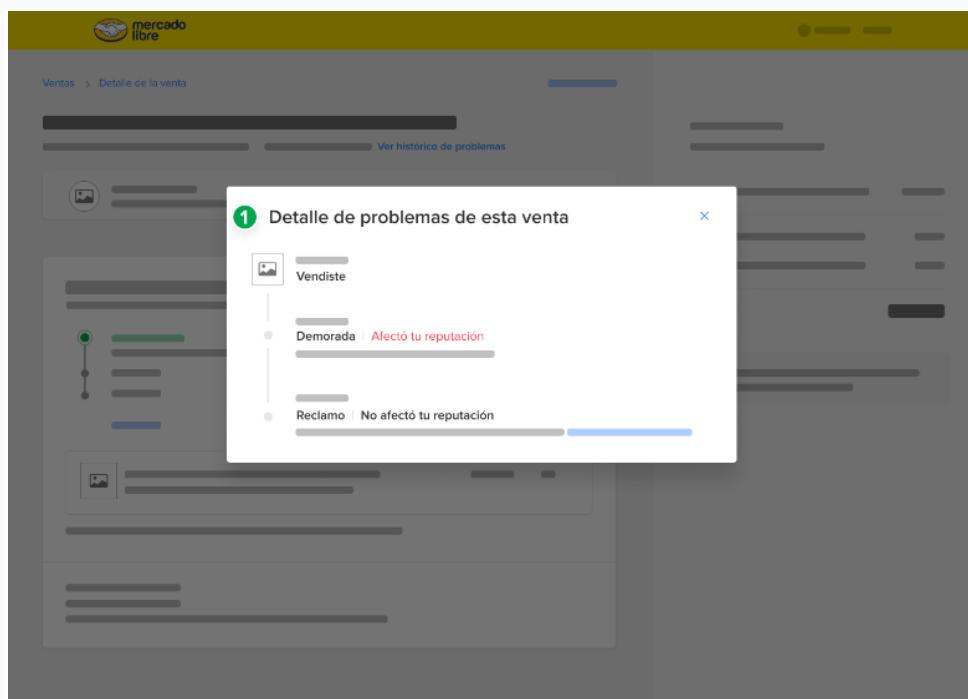 mercado
libre
Ventas > Detalle de la venta
Ver histórico de problemas
1 Detalle de problemas de esta venta ×
Vendiste
Demorada | Afectó tu reputación
Reclamo | No afectó tu reputación